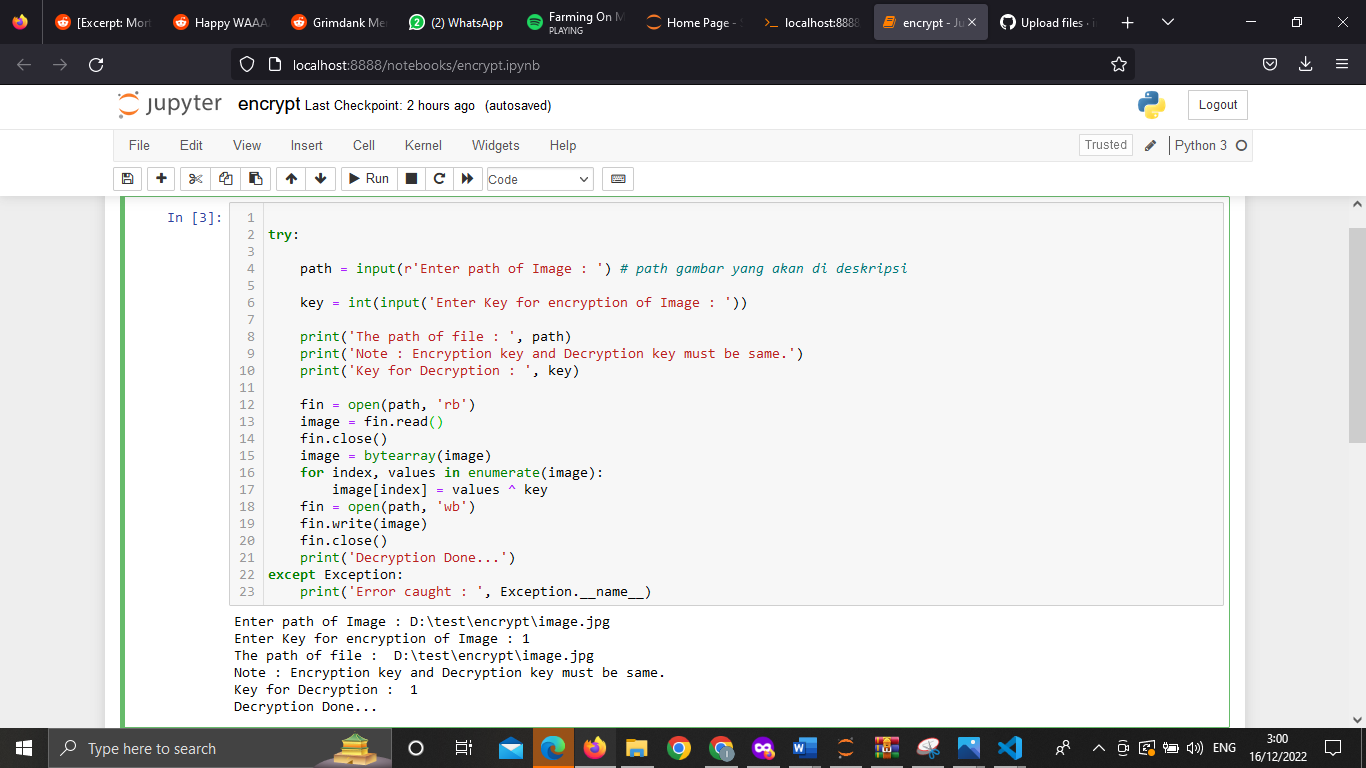 [Excerpt: Mort
Happy WAAA
Grimdank Me
(2) WhatsApp
Farming On M
PLAYING
Home Page - S
localhost:8888
encrypt - Ju
Upload files · i
localhost:8888/notebooks/encrypt.ipynb
jupyter encrypt Last Checkpoint: 2 hours ago (autosaved)
Logout
File Edit View Insert Cell Kernel Widgets Help
Trusted
Python 3
Run
Code
In [3]:
1
2 try:
3
4     path = input(r'Enter path of Image : ') # path gambar yang akan di deskripsi
5
6     key = int(input('Enter Key for encryption of Image : '))
7
8     print('The path of file : ', path)
9     print('Note : Encryption key and Decryption key must be same.')
10     print('Key for Decryption : ', key)
11
12     fin = open(path, 'rb')
13     image = fin.read()
14     fin.close()
15     image = bytearray(image)
16     for index, values in enumerate(image):
17         image[index] = values ^ key
18     fin = open(path, 'wb')
19     fin.write(image)
20     fin.close()
21     print('Decryption Done...')
22 except Exception:
23     print('Error caught : ', Exception.__name__)
Enter path of Image : D:\test\encrypt\image.jpg
Enter Key for encryption of Image : 1
The path of file :  D:\test\encrypt\image.jpg
Note : Encryption key and Decryption key must be same.
Key for Decryption :  1
Decryption Done...
Type here to search
ENG
3:00
16/12/2022